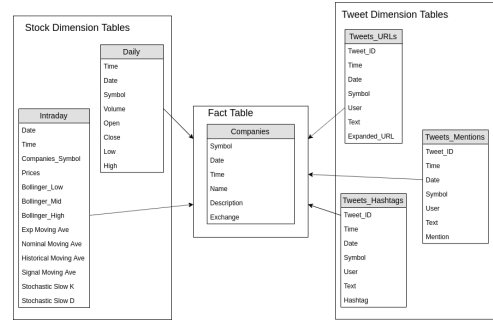 Stock Dimension Tables
Daily
Time
Date
Symbol
Volume
Open
Close
Low
High
Intraday
Date
Time
Companies_Symbol
Prices
Bollinger_Low
Bollinger_Mid
Bollinger_High
Exp Moving Ave
Nominal Moving Ave
Historical Moving Ave
Signal Moving Ave
Stochastic Slow K
Stochastic Slow D
Fact Table
Companies
Symbol
Date
Time
Name
Description
Exchange
Tweet Dimension Tables
Tweets_URLs
Tweet_ID
Time
Date
Symbol
User
Text
Expanded_URL
Tweets_Mentions
Tweet_ID
Time
Date
Symbol
User
Text
Mention
Tweets_Hashtags
Tweet_ID
Time
Date
Symbol
User
Text
Hashtag